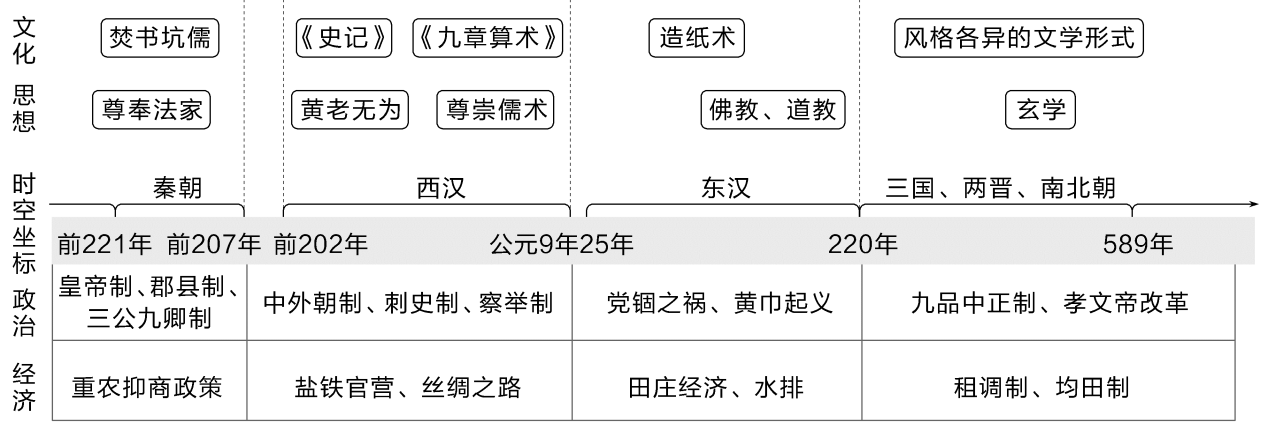 文化
焚书坑儒
《史记》
《九章算术》
造纸术
风格各异的文学形式
思想
尊奉法家
黄老无为
尊崇儒术
佛教、道教
玄学
时空坐标
秦朝
西汉
东汉
三国、两晋、南北朝
前221年
前207年
前202年
公元9年
25年
220年
589年
政治
皇帝制、郡县制、
三公九卿制
中外朝制、刺史制、察举制
党锢之祸、黄巾起义
九品中正制、孝文帝改革
经济
重农抑商政策
盐铁官营、丝绸之路
田庄经济、水排
租调制、均田制